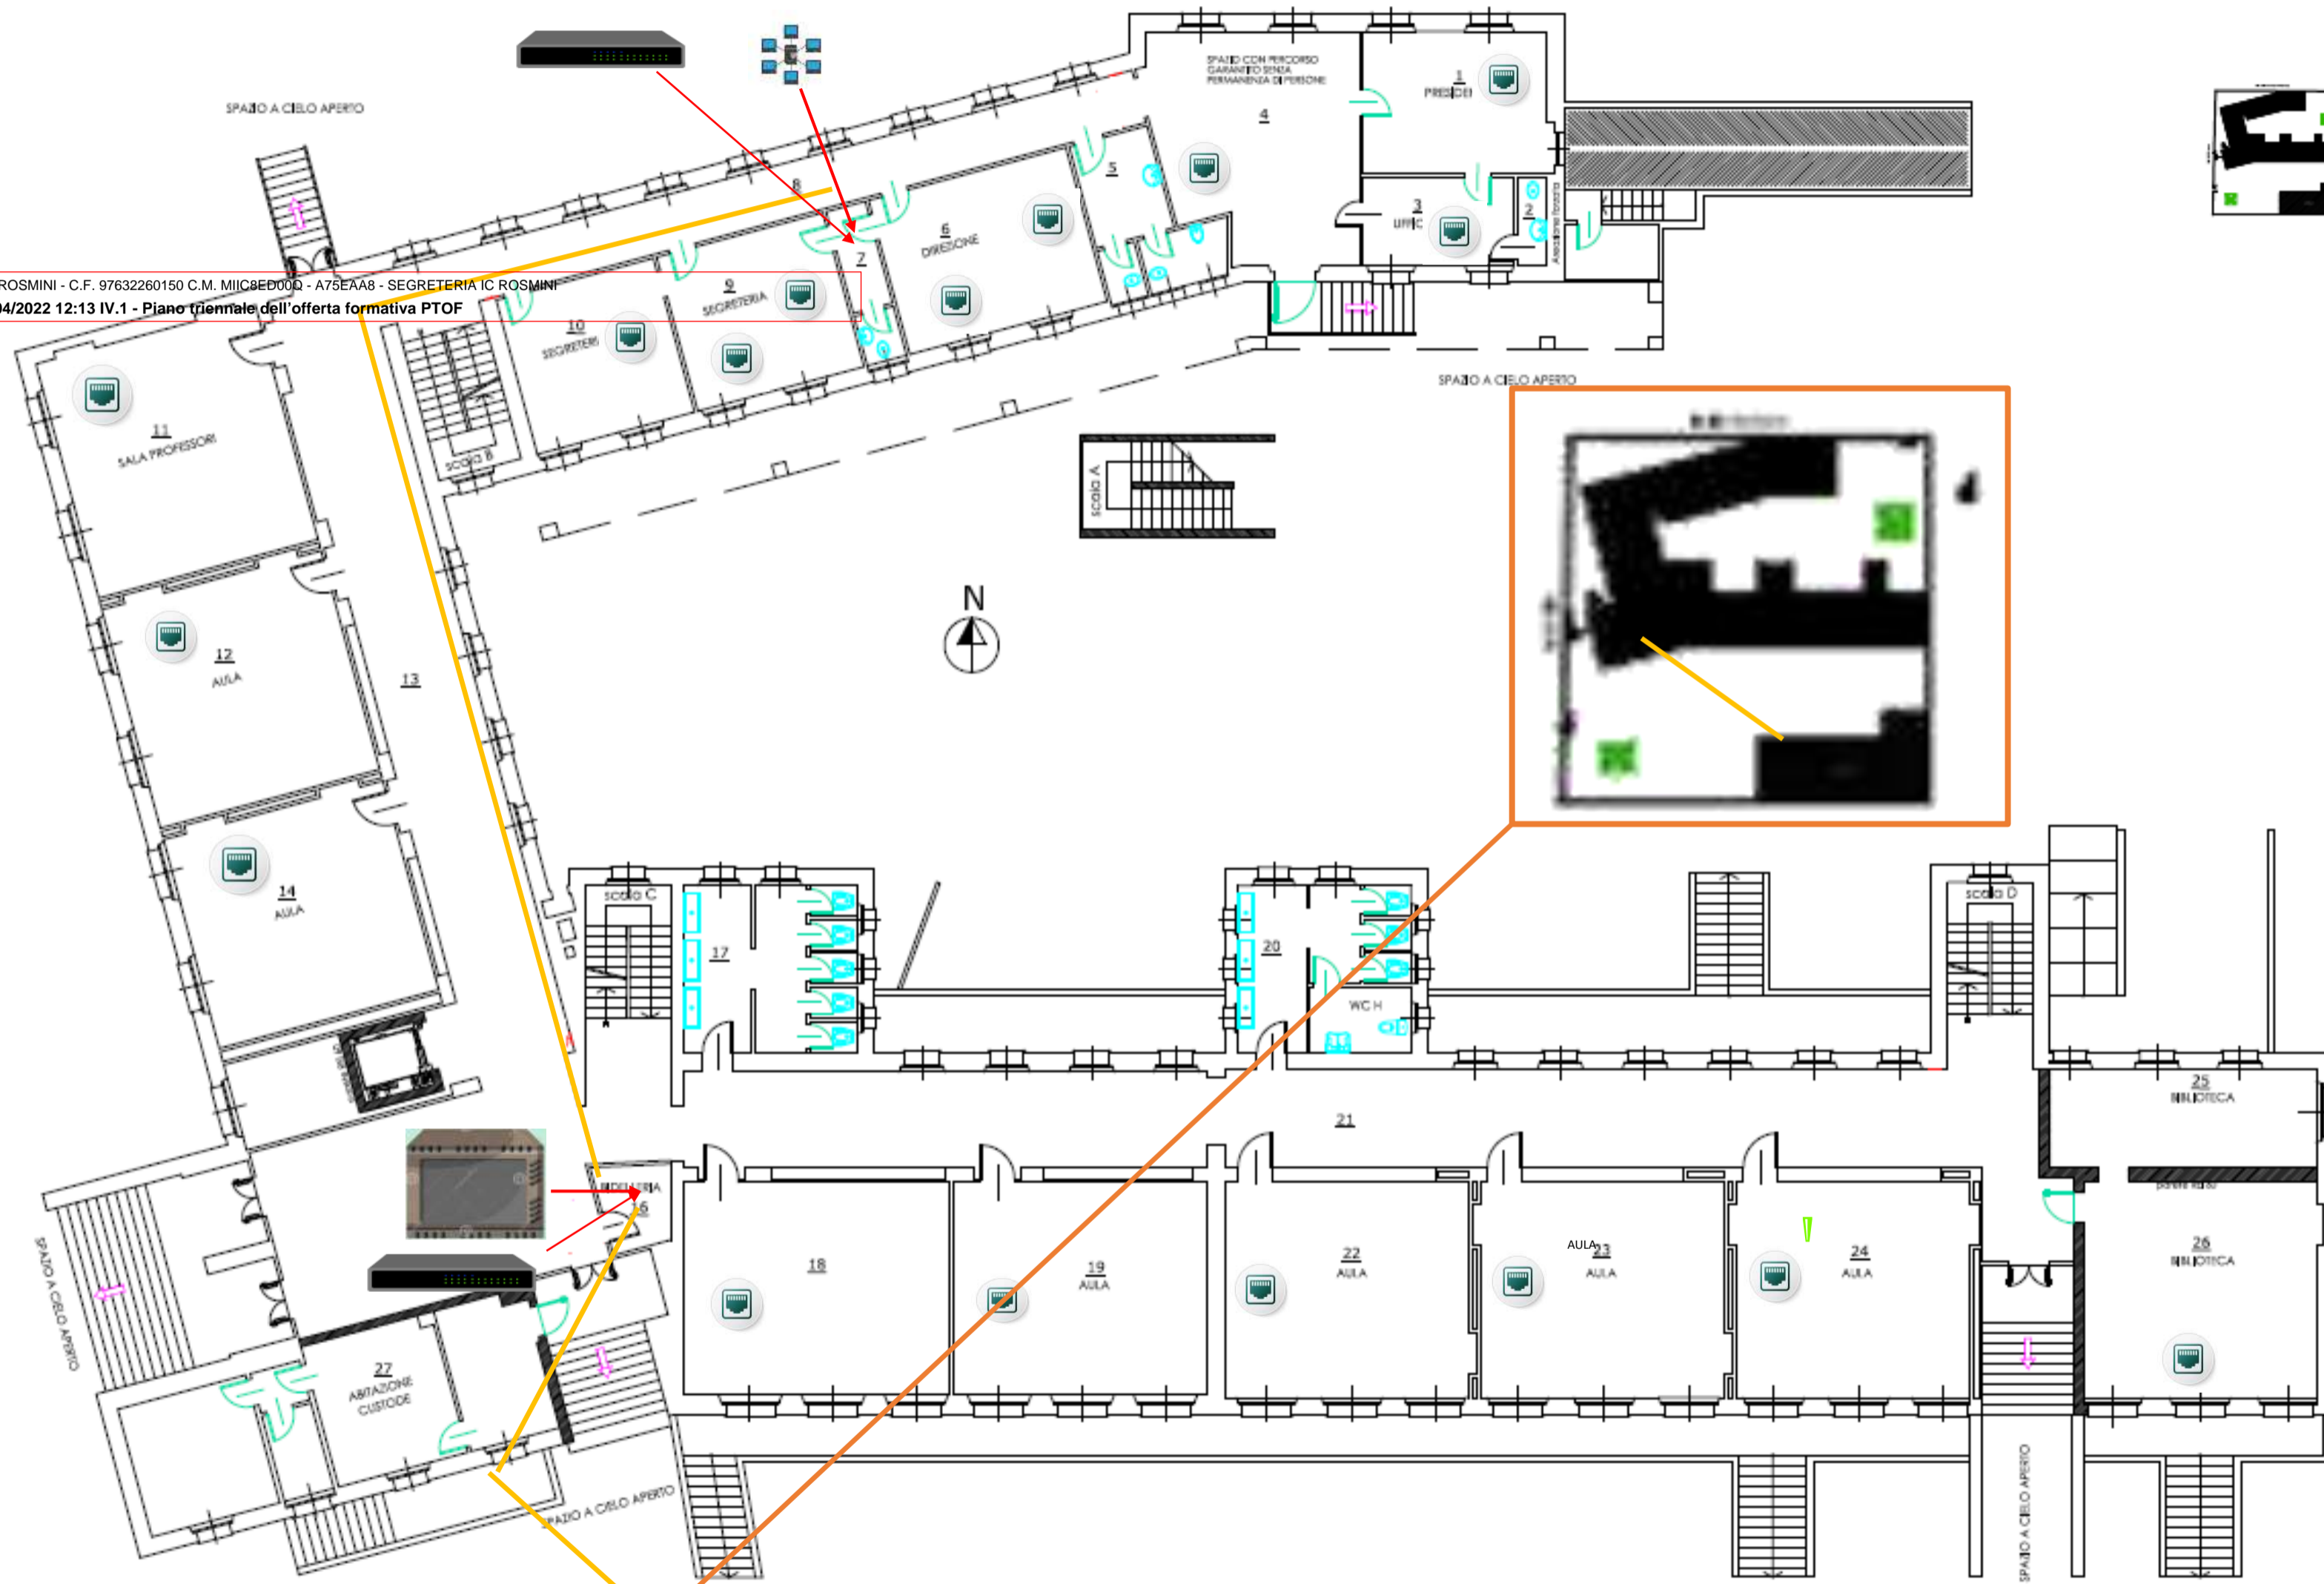 SPAZIO A CIELO APERTO
SPAZIO CON PERCORSO
GARANTITO SENZA
PERMANENZA DI PERSONE
4
1
PRESIDE
5
8
3
UFFIC
2
Areazione forzata
6
DIREZIONE
7
ROSMINI - C.F. 97632260150 C.M. MIIC8ED00Q - A75EAA8 - SEGRETERIA IC ROSMINI
04/2022 12:13 IV.1 - Piano triennale dell'offerta formativa PTOF
9
SEGRETERIA
10
SEGRETERI
SPAZIO A CIELO APERTO
11
SALA PROFESSORI
scala B
scala A
N
12
AULA
13
14
AULA
scala C
17
20
WC H
scala D
21
25
BIBLIOTECA
BIDELLERIA
16
18
19
AULA
22
AULA
AULA
23
AULA
24
AULA
26
BIBLIOTECA
27
ABITAZIONE
CUSTODE
SPAZIO A CIELO APERTO
SPAZIO A CIELO APERTO
SPAZIO A CIELO APERTO